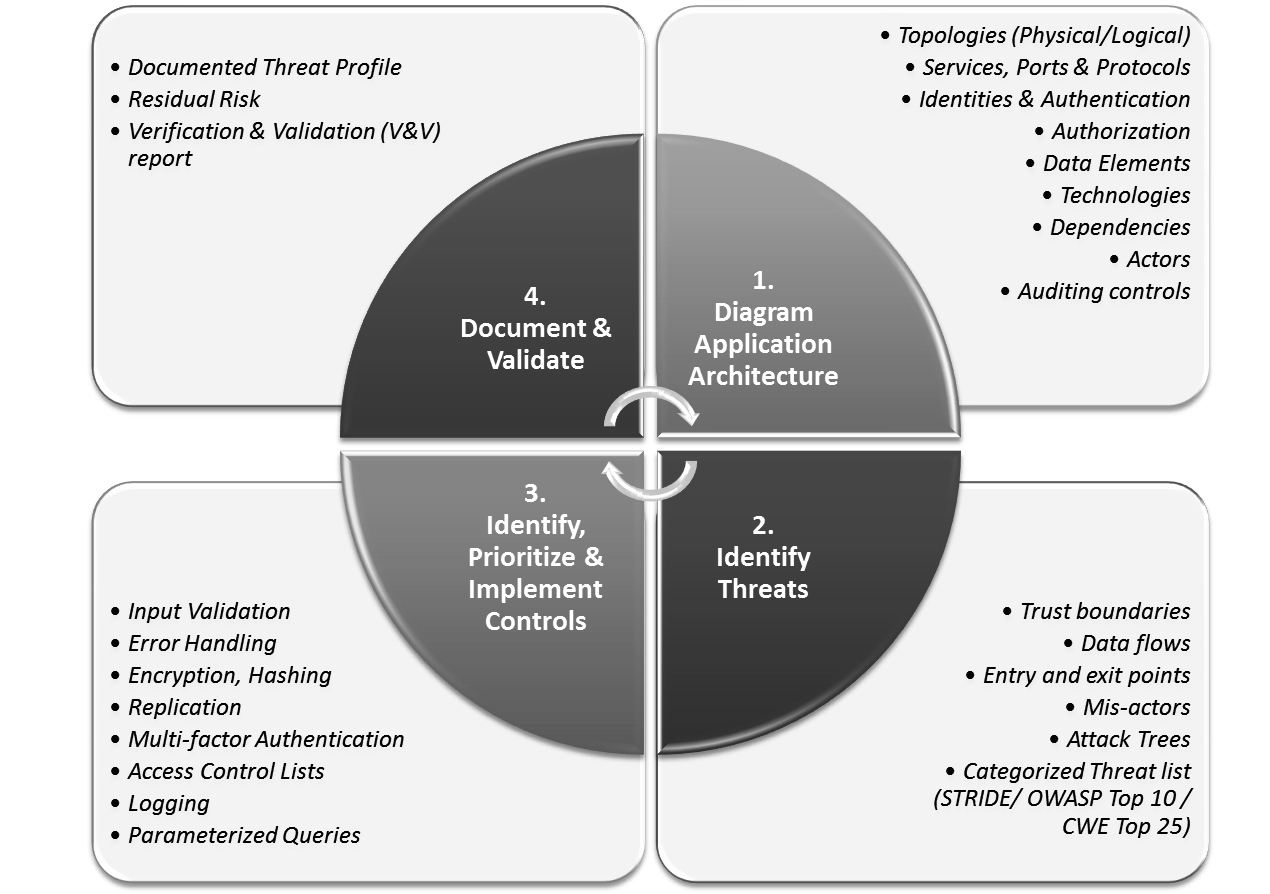 • Documented Threat Profile
• Residual Risk
• Verification & Validation (V&V)
report
• Topologies (Physical/Logical)
• Services, Ports & Protocols
• Identities & Authentication
• Authorization
• Data Elements
• Technologies
• Dependencies
• Actors
• Auditing controls
4.
Document &
Validate
1.
Diagram
Application
Architecture
3.
Identify,
Prioritize &
Implement
Controls
2.
Identify
Threats
• Input Validation
• Error Handling
• Encryption, Hashing
• Replication
• Multi-factor Authentication
• Access Control Lists
• Logging
• Parameterized Queries
• Trust boundaries
• Data flows
• Entry and exit points
• Mis-actors
• Attack Trees
• Categorized Threat list
(STRIDE/ OWASP Top 10 /
CWE Top 25)